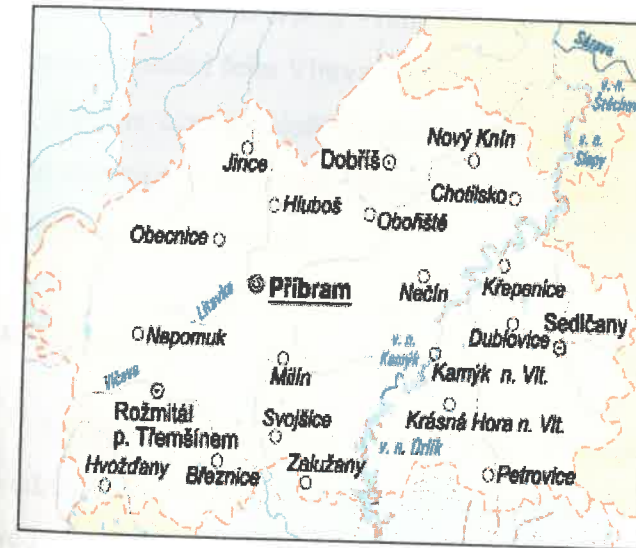 Sázava
v. n.
Štěchov
v. n.
Slapy
Nový Knín
Jince
Dobříš
Chotilsko
Hluboš
Obořiště
Obecnice
Příbram
Nečín
Křepenice
Litavka
Sedlčany
Dublovice
Nepomuk
v. n.
Kamýk
Milín
Kamýk n. Vlt.
Vlčava
Rožmitál
p. Třemšínem
Svojšice
Krásná Hora n. Vlt.
v. n. Orlík
Hvožďany
Březnice
Zalužany
Petrovice